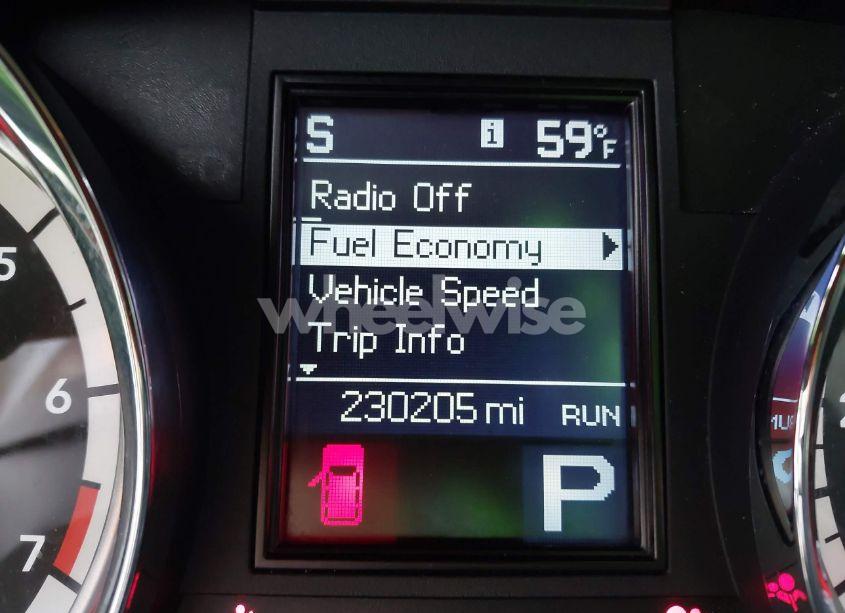 S i 59°F
Radio Off
Fuel Economy
Vehicle Speed
wheelwise
Trip Info
230205 mi RUN
P
5
6
7